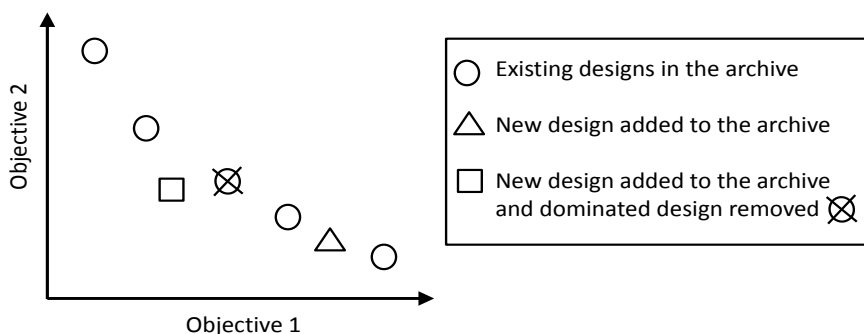 Objective 2
Objective 1
Existing designs in the archive
New design added to the archive
New design added to the archive
and dominated design removed